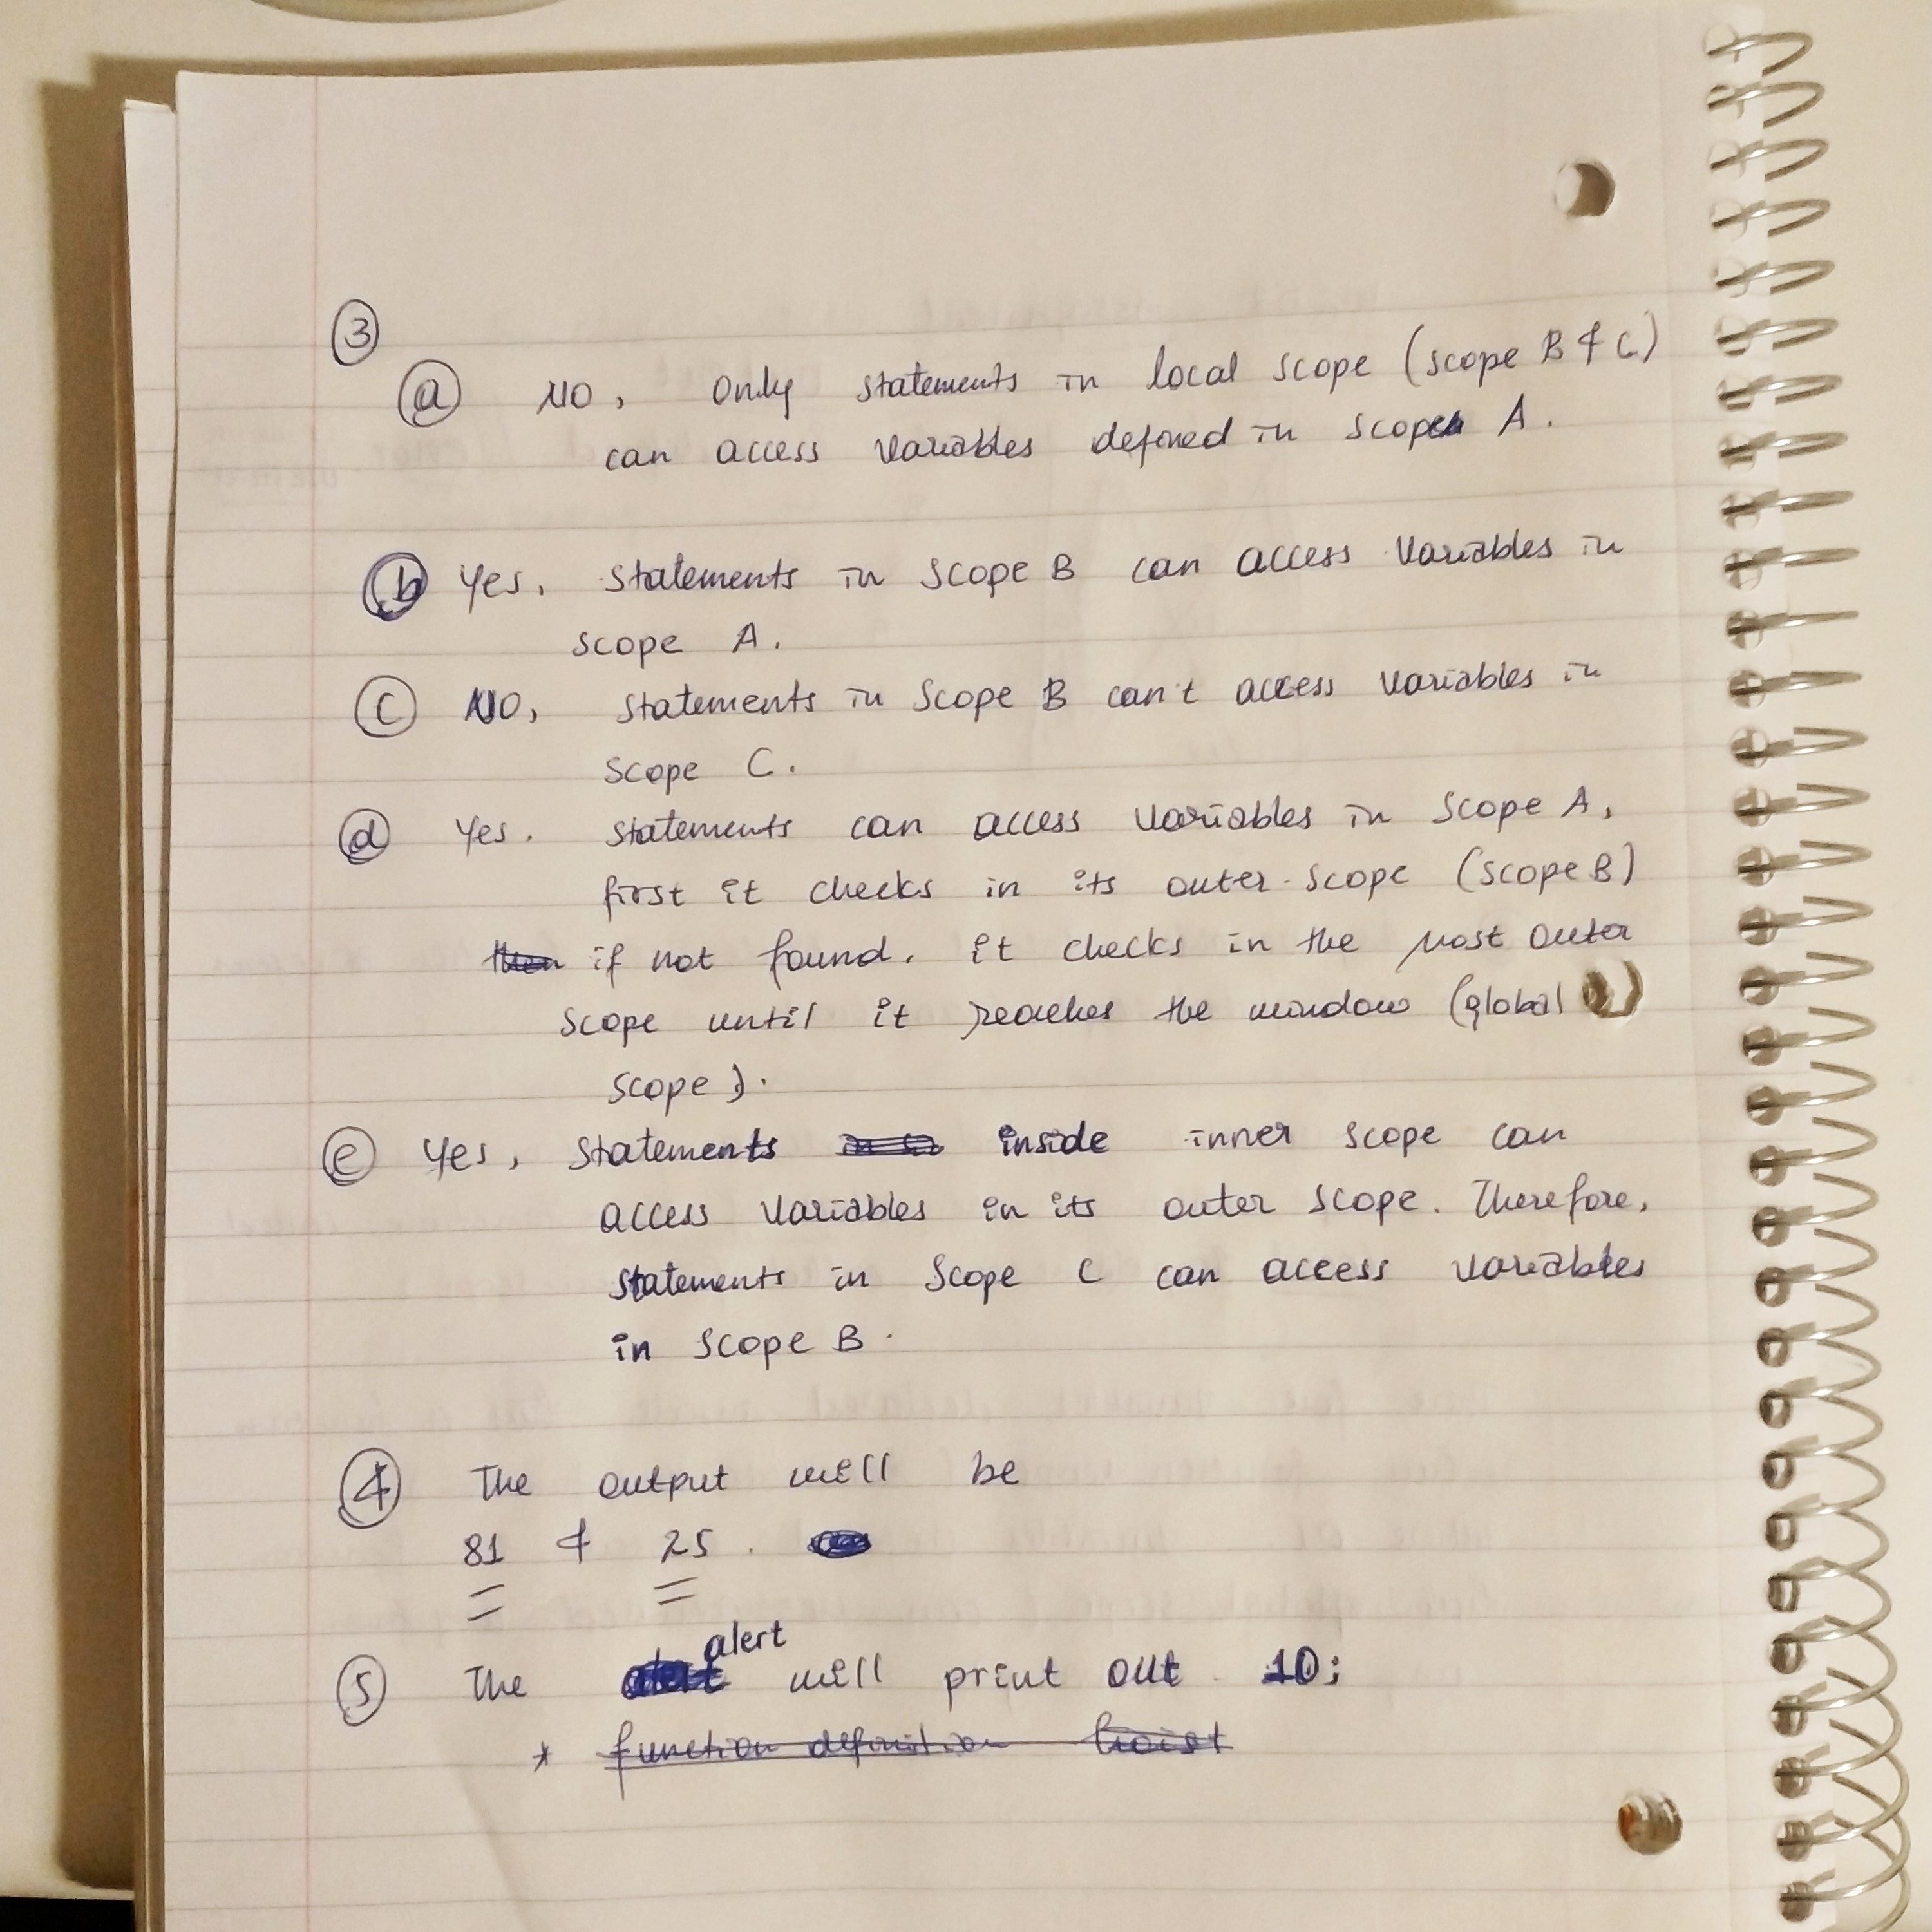 3
a NO, Only statements in local scope (scope B & C)
can access variables defined in scope A.
b Yes, statements in scope B can access variables in
scope A.
c NO, statements in scope B can't access variables in
scope C.
d Yes. statements can access variables in scope A,
first it checks in its outer scope (scope B)
then if not found. it checks in the most outer
scope until it reaches the window (global
scope).
e Yes, statements inside inner scope can
access variables in its outer scope. Therefore,
statements in scope C can access variables
in scope B.
4 The output will be
81 & 25.
alert
5 The will print out 10;
* function definition hoist